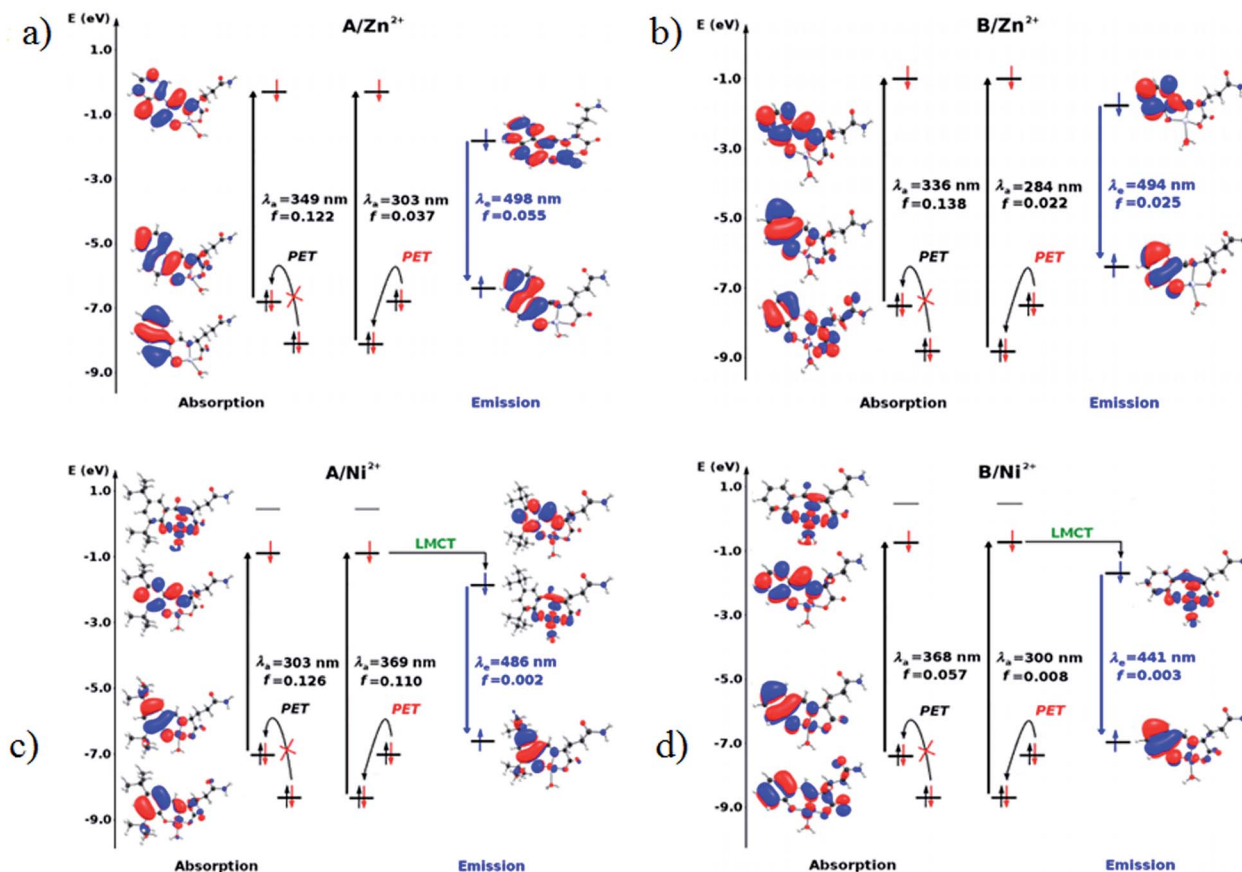 a)
E (eV)
A/Zn²⁺
1.0
-1.0
-3.0
-5.0
-7.0
-9.0
λa=349 nm
f=0.122
λa=303 nm
f=0.037
λe=498 nm
f=0.055
PET
PET
Absorption
Emission
b)
E (eV)
B/Zn²⁺
1.0
-1.0
-3.0
-5.0
-7.0
-9.0
λa=336 nm
f=0.138
λa=284 nm
f=0.022
λe=494 nm
f=0.025
PET
PET
Absorption
Emission
c)
E (eV)
A/Ni²⁺
1.0
-1.0
-3.0
-5.0
-7.0
-9.0
LMCT
λa=303 nm
f=0.126
λa=369 nm
f=0.110
λe=486 nm
f=0.002
PET
PET
Absorption
Emission
d)
E (eV)
B/Ni²⁺
1.0
-1.0
-3.0
-5.0
-7.0
-9.0
LMCT
λa=368 nm
f=0.057
λa=300 nm
f=0.008
λe=441 nm
f=0.003
PET
PET
Absorption
Emission